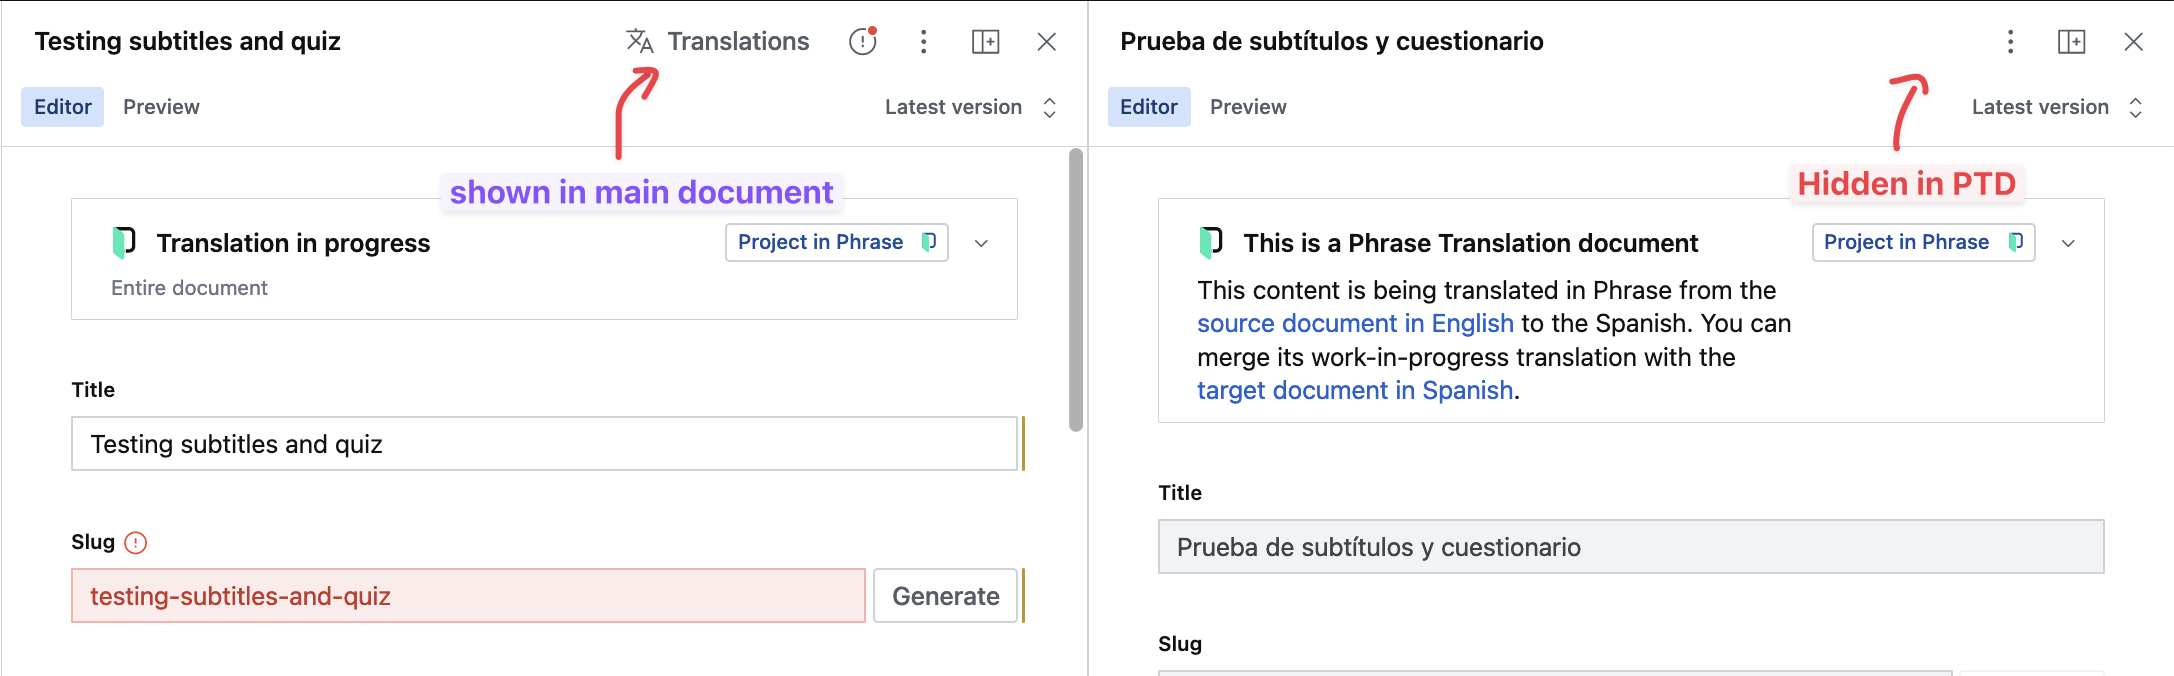 Testing subtitles and quiz
Translations
Editor
Preview
Latest version
shown in main document
Translation in progress
Project in Phrase
Entire document
Title
Testing subtitles and quiz
Slug
testing-subtitles-and-quiz
Generate
Prueba de subtítulos y cuestionario
Editor
Preview
Latest version
Hidden in PTD
This is a Phrase Translation document
Project in Phrase
This content is being translated in Phrase from the
source document in English to the Spanish. You can
merge its work-in-progress translation with the
target document in Spanish.
Title
Prueba de subtítulos y cuestionario
Slug